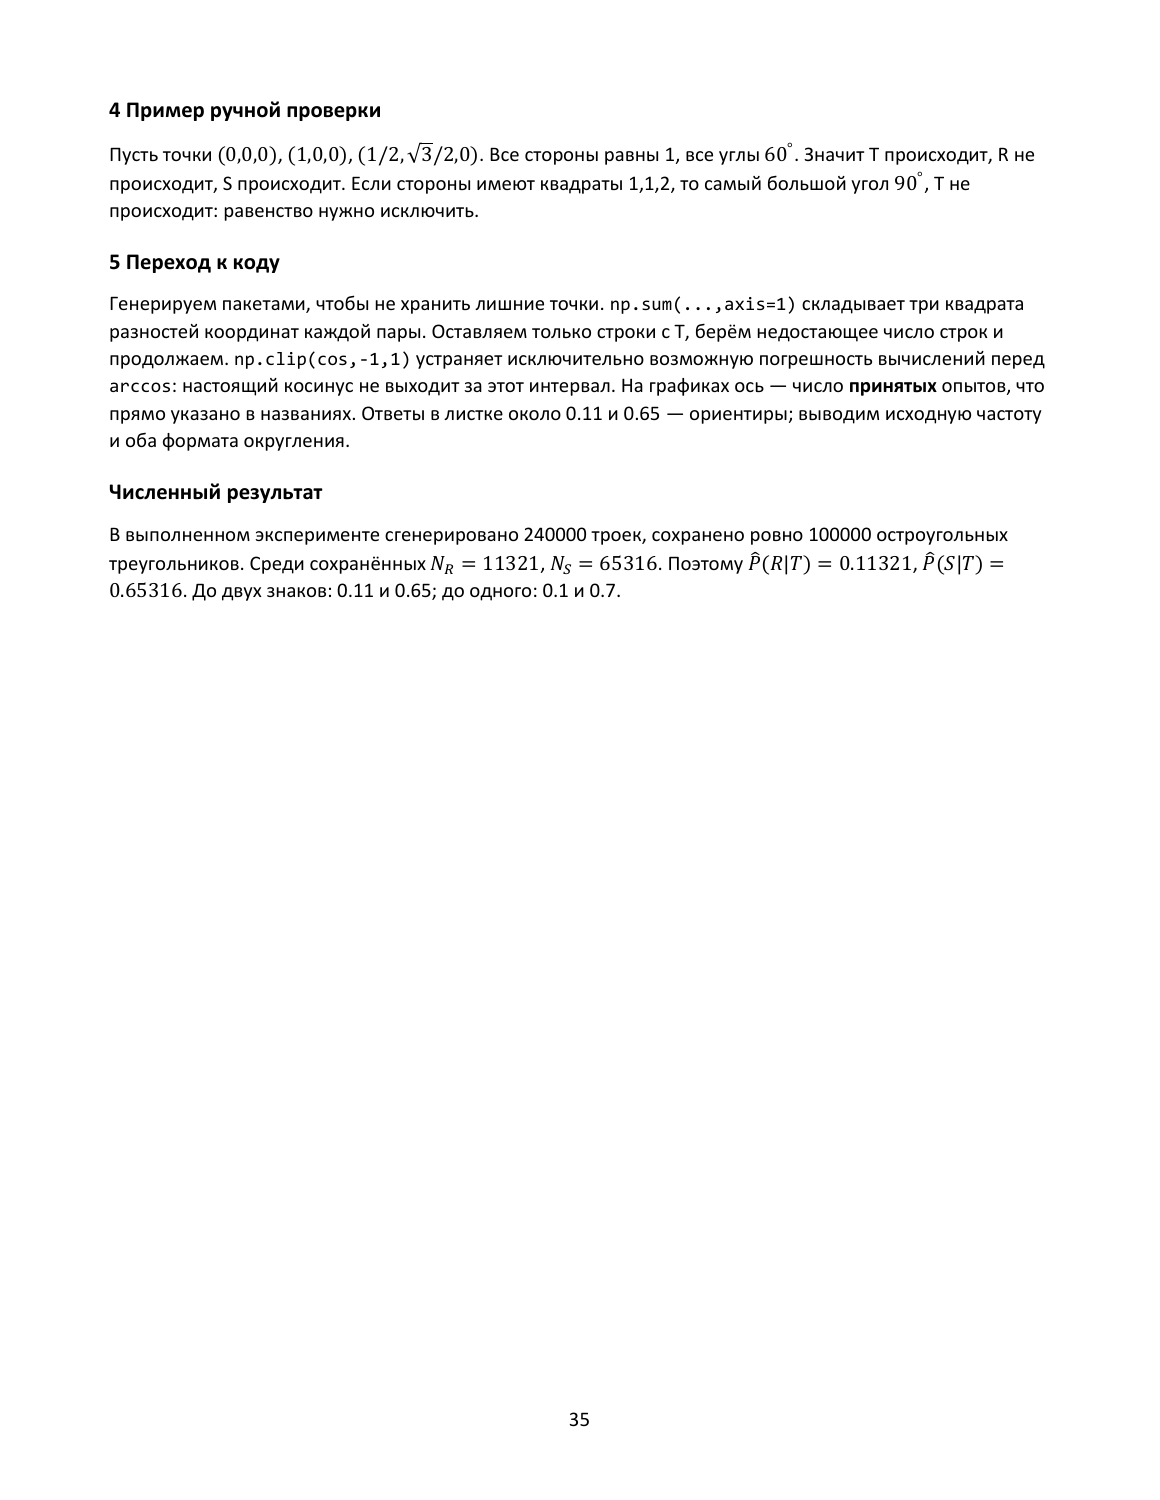 4 Пример ручной проверки
Пусть точки (0,0,0), (1,0,0), (1/2, √3/2,0). Все стороны равны 1, все углы 60°. Значит T происходит, R не
происходит, S происходит. Если стороны имеют квадраты 1,1,2, то самый большой угол 90°, T не
происходит: равенство нужно исключить.
5 Переход к коду
Генерируем пакетами, чтобы не хранить лишние точки. np.sum(...,axis=1) складывает три квадрата
разностей координат каждой пары. Оставляем только строки с T, берём недостающее число строк и
продолжаем. np.clip(cos,-1,1) устраняет исключительно возможную погрешность вычислений перед
arccos: настоящий косинус не выходит за этот интервал. На графиках ось — число принятых опытов, что
прямо указано в названиях. Ответы в листке около 0.11 и 0.65 — ориентиры; выводим исходную частоту
и оба формата округления.
Численный результат
В выполненном эксперименте сгенерировано 240000 троек, сохранено ровно 100000 остроугольных
треугольников. Среди сохранённых N_R = 11321, N_S = 65316. Поэтому P̂(R|T) = 0.11321, P̂(S|T) =
0.65316. До двух знаков: 0.11 и 0.65; до одного: 0.1 и 0.7.
35